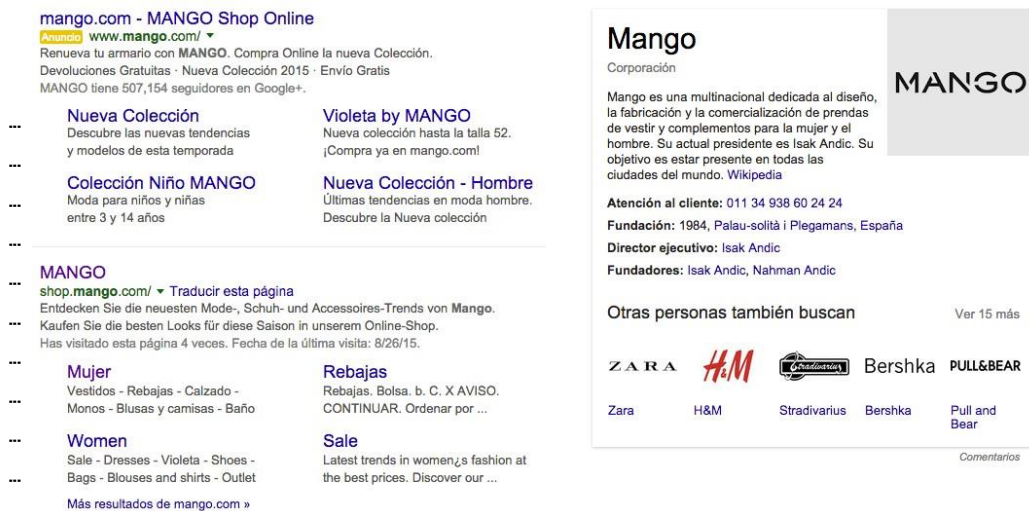 mango.com - MANGO Shop Online
Anuncio www.mango.com/
Renueva tu armario con MANGO. Compra Online la nueva Colección.
Devoluciones Gratuitas · Nueva Colección 2015 · Envío Gratis
MANGO tiene 507,154 seguidores en Google+.
Nueva Colección
Descubre las nuevas tendencias
y modelos de esta temporada
Violeta by MANGO
Nueva colección hasta la talla 52.
¡Compra ya en mango.com!
Colección Niño MANGO
Moda para niños y niñas
entre 3 y 14 años
Nueva Colección - Hombre
Últimas tendencias en moda hombre.
Descubre la Nueva colección
MANGO
shop.mango.com/ Traducir esta página
Entdecken Sie die neuesten Mode-, Schuh- und Accessoires-Trends von Mango.
Kaufen Sie die besten Looks für diese Saison in unserem Online-Shop.
Has visitado esta página 4 veces. Fecha de la última visita: 8/26/15.
Mujer
Vestidos - Rebajas - Calzado -
Monos - Blusas y camisas - Baño
Rebajas
Rebajas. Bolsa. b. C. X AVISO.
CONTINUAR. Ordenar por ...
Women
Sale - Dresses - Violeta - Shoes -
Bags - Blouses and shirts - Outlet
Sale
Latest trends in women¿s fashion at
the best prices. Discover our ...
Más resultados de mango.com »
Mango
Corporación
MANGO
Mango es una multinacional dedicada al diseño,
la fabricación y la comercialización de prendas
de vestir y complementos para la mujer y el
hombre. Su actual presidente es Isak Andic. Su
objetivo es estar presente en todas las
ciudades del mundo. Wikipedia
Atención al cliente: 011 34 938 60 24 24
Fundación: 1984, Palau-solità i Plegamans, España
Director ejecutivo: Isak Andic
Fundadores: Isak Andic, Nahman Andic
Otras personas también buscan
Ver 15 más
ZARA H&M Stradivarius Bershka PULL&BEAR
Zara H&M Stradivarius Bershka Pull and
Bear
Comentarios